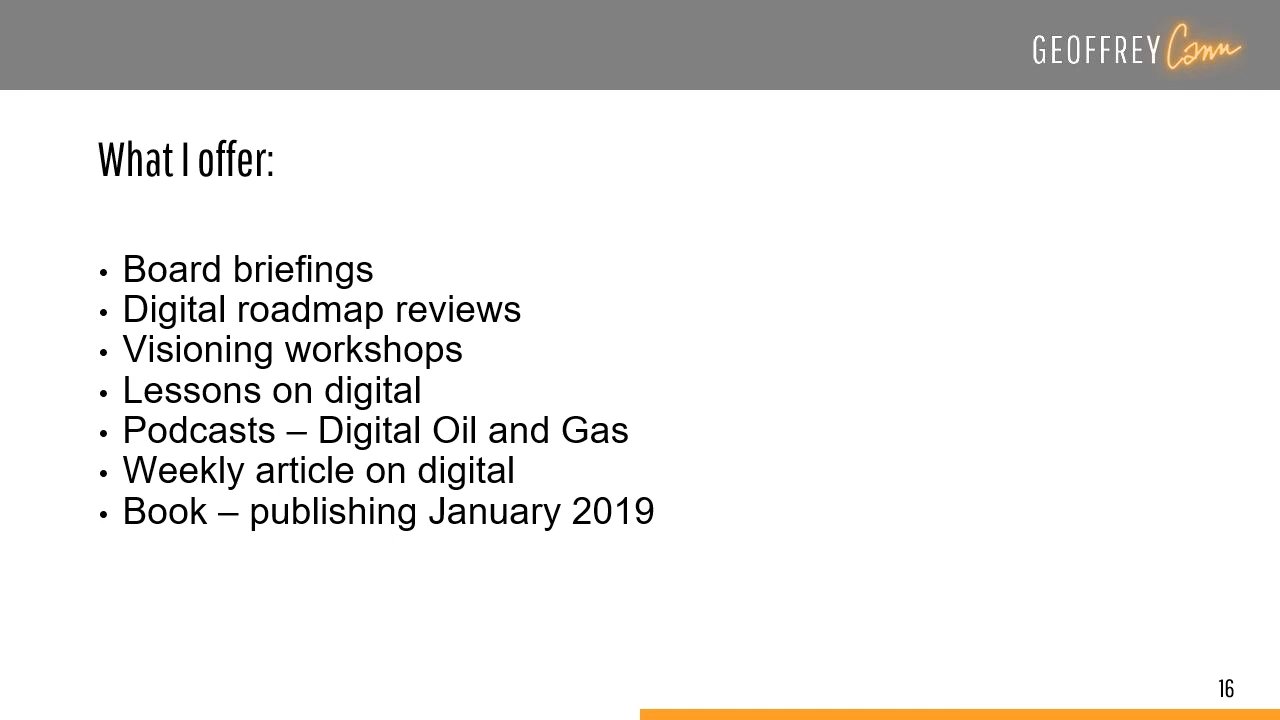 GEOFFREY Cann
What I offer:
• Board briefings
• Digital roadmap reviews
• Visioning workshops
• Lessons on digital
• Podcasts – Digital Oil and Gas
• Weekly article on digital
• Book – publishing January 2019
16